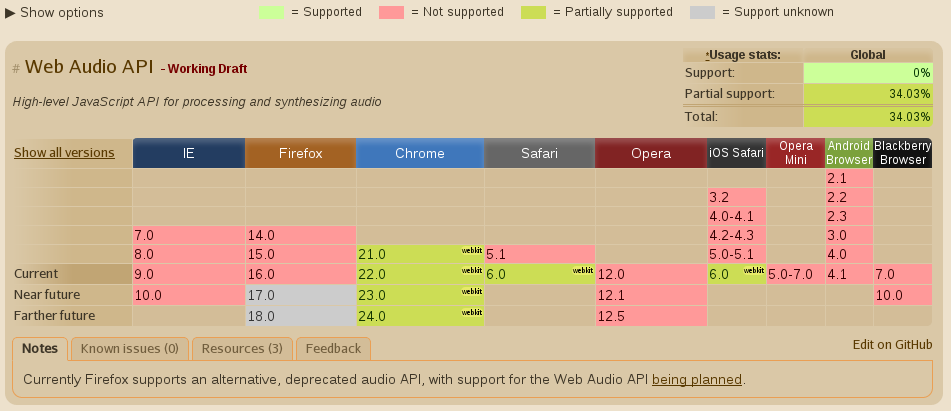 ▶ Show options = Supported = Not supported = Partially supported = Support unknown
# Web Audio API - Working Draft
*Usage stats: Global
Support: 0%
Partial support: 34.03%
Total: 34.03%
High-level JavaScript API for processing and synthesizing audio
Show all versions IE Firefox Chrome Safari Opera iOS Safari Opera Mini Android Browser Blackberry Browser
2.1
3.2 2.2
4.0-4.1 2.3
7.0 14.0 4.2-4.3 3.0
8.0 15.0 21.0 webkit 5.1 5.0-5.1 4.0
Current 9.0 16.0 22.0 webkit 6.0 webkit 12.0 6.0 webkit 5.0-7.0 4.1 7.0
Near future 10.0 17.0 23.0 webkit 12.1 10.0
Farther future 18.0 24.0 webkit 12.5
Notes Known issues (0) Resources (3) Feedback Edit on GitHub
Currently Firefox supports an alternative, deprecated audio API, with support for the Web Audio API being planned.